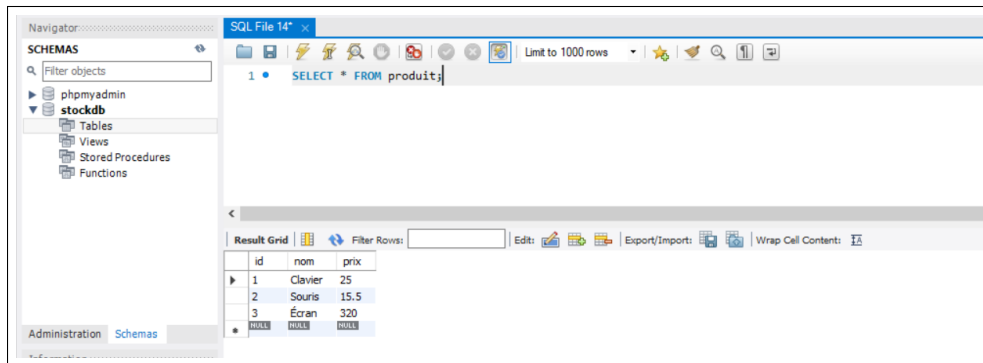 Navigator
SQL File 14*
SCHEMAS
Limit to 1000 rows
Filter objects
1 SELECT * FROM produit;
phpmyadmin
stockdb
Tables
Views
Stored Procedures
Functions
Result Grid Filter Rows: Edit: Export/Import: Wrap Cell Content:
id nom prix
1 Clavier 25
2 Souris 15.5
3 Écran 320
NULL NULL NULL
Administration Schemas
Information